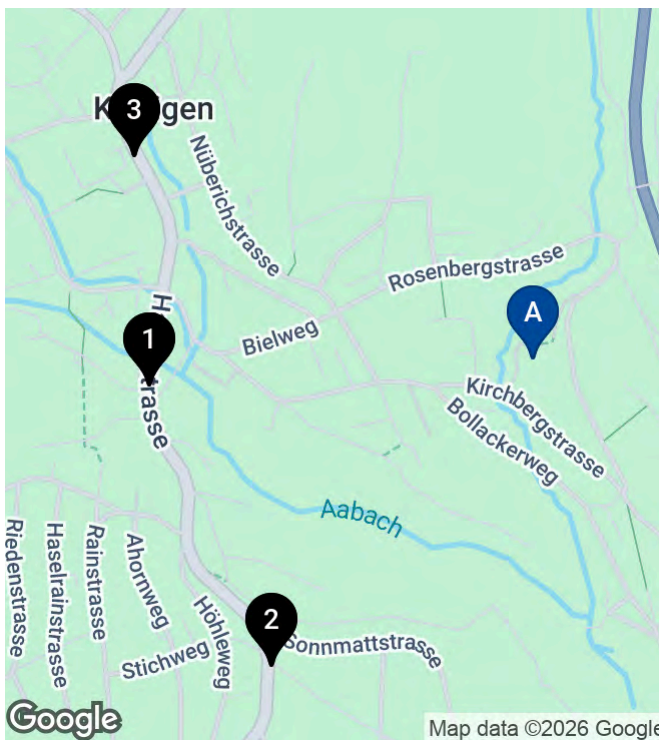 3
Nüberichstrasse
Rosenbergstrasse
A
Bielweg
1
Kirchbergstrasse
Bollackerweg
Aabach
Riedenstrasse
Haselrainstrasse
Rainstrasse
Ahornweg
Höhleweg
Stichweg
2
Sonnmattstrasse
Google
Map data ©2026 Google